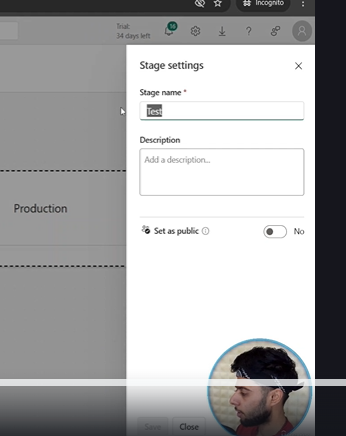 Incognito
Trial:
34 days left
Stage settings
Stage name *
Test
Description
Add a description...
Production
Set as public
No
Save
Close